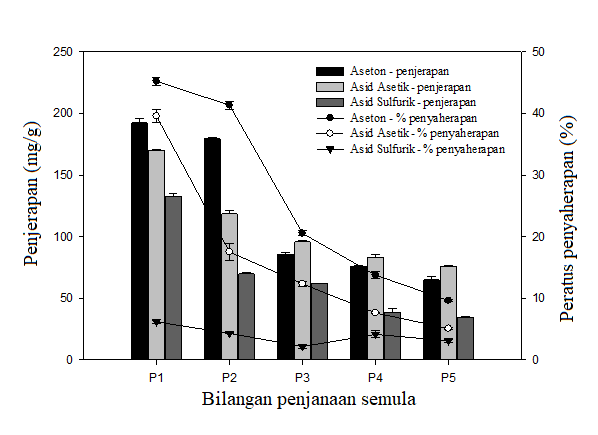 250
200
150
100
50
0
Penjerapan (mg/g)
50
40
30
20
10
0
Peratus penyaherapan (%)
Aseton - penjerapan
Asid Asetik - penjerapan
Asid Sulfurik - penjerapan
Aseton - % penyaherapan
Asid Asetik - % penyaherapan
Asid Sulfurik - % penyaherapan
P1 P2 P3 P4 P5
Bilangan penjanaan semula